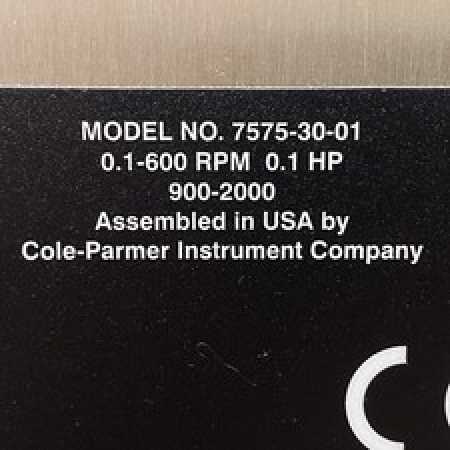 MODEL NO. 7575-30-01
0.1-600 RPM 0.1 HP
900-2000
Assembled in USA by
Cole-Parmer Instrument Company